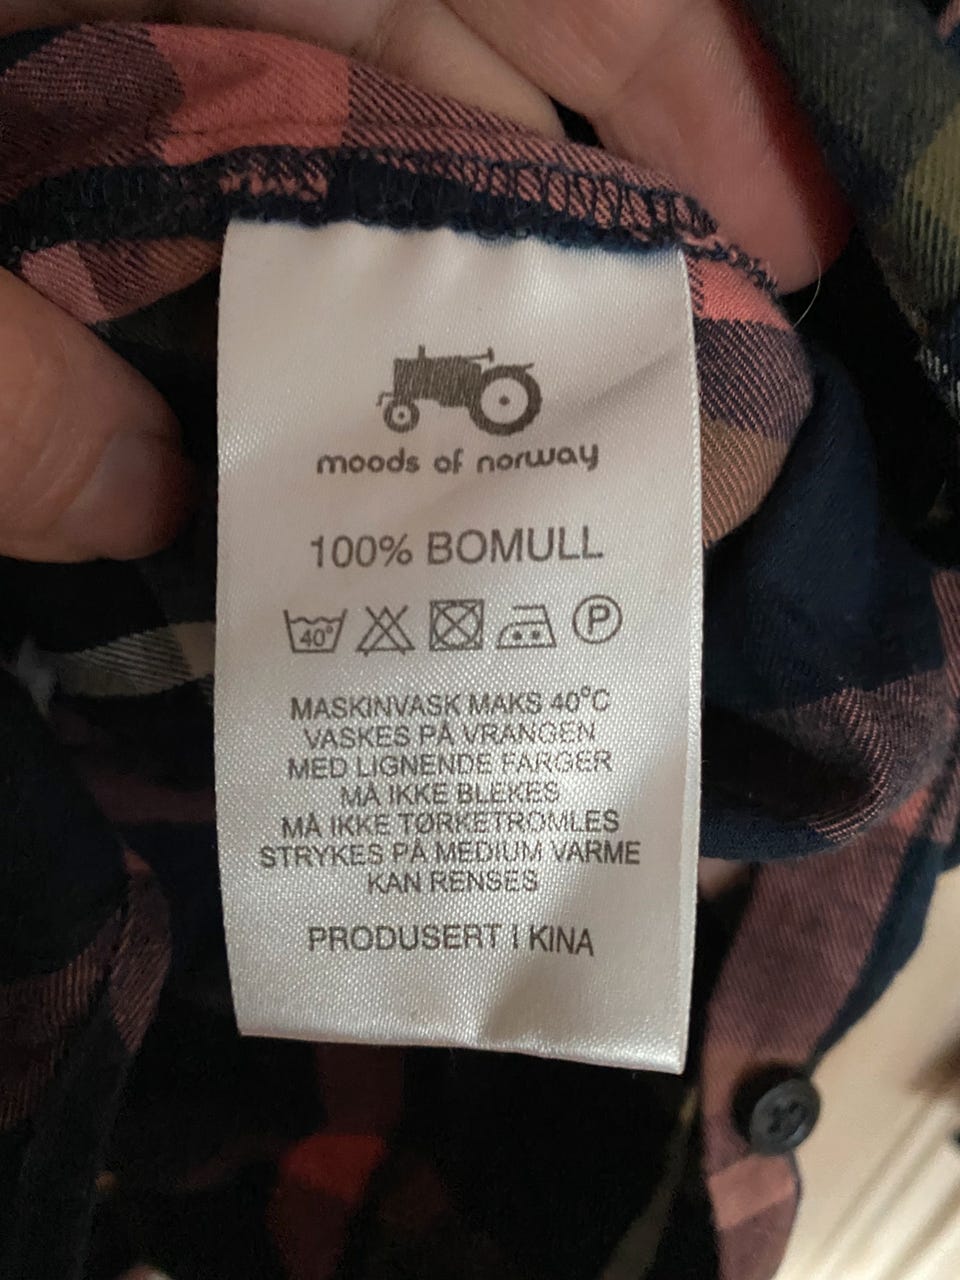 moods of norway
100% BOMULL
40° P
MASKINVASK MAKS 40°C
VASKES PÅ VRANGEN
MED LIGNENDE FARGER
MÅ IKKE BLEKES
MÅ IKKE TØRKETROMLES
STRYKES PÅ MEDIUM VARME
KAN RENSES
PRODUSERT I KINA